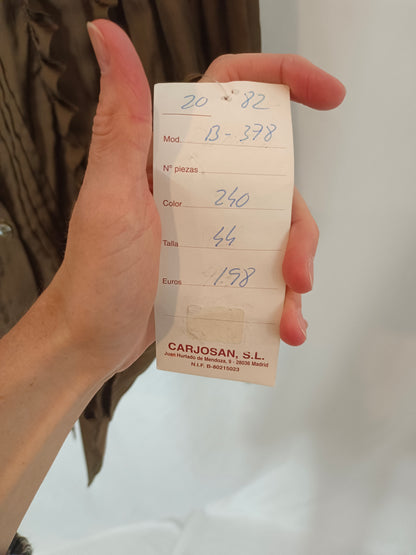 20 82
Mod. B-378
Nº piezas
Color 240
Talla 44
Euros 198
CARJOSAN, S.L.
Juan Hurtado de Mendoza, 9 - 28036 Madrid
N.I.F. B-80215023